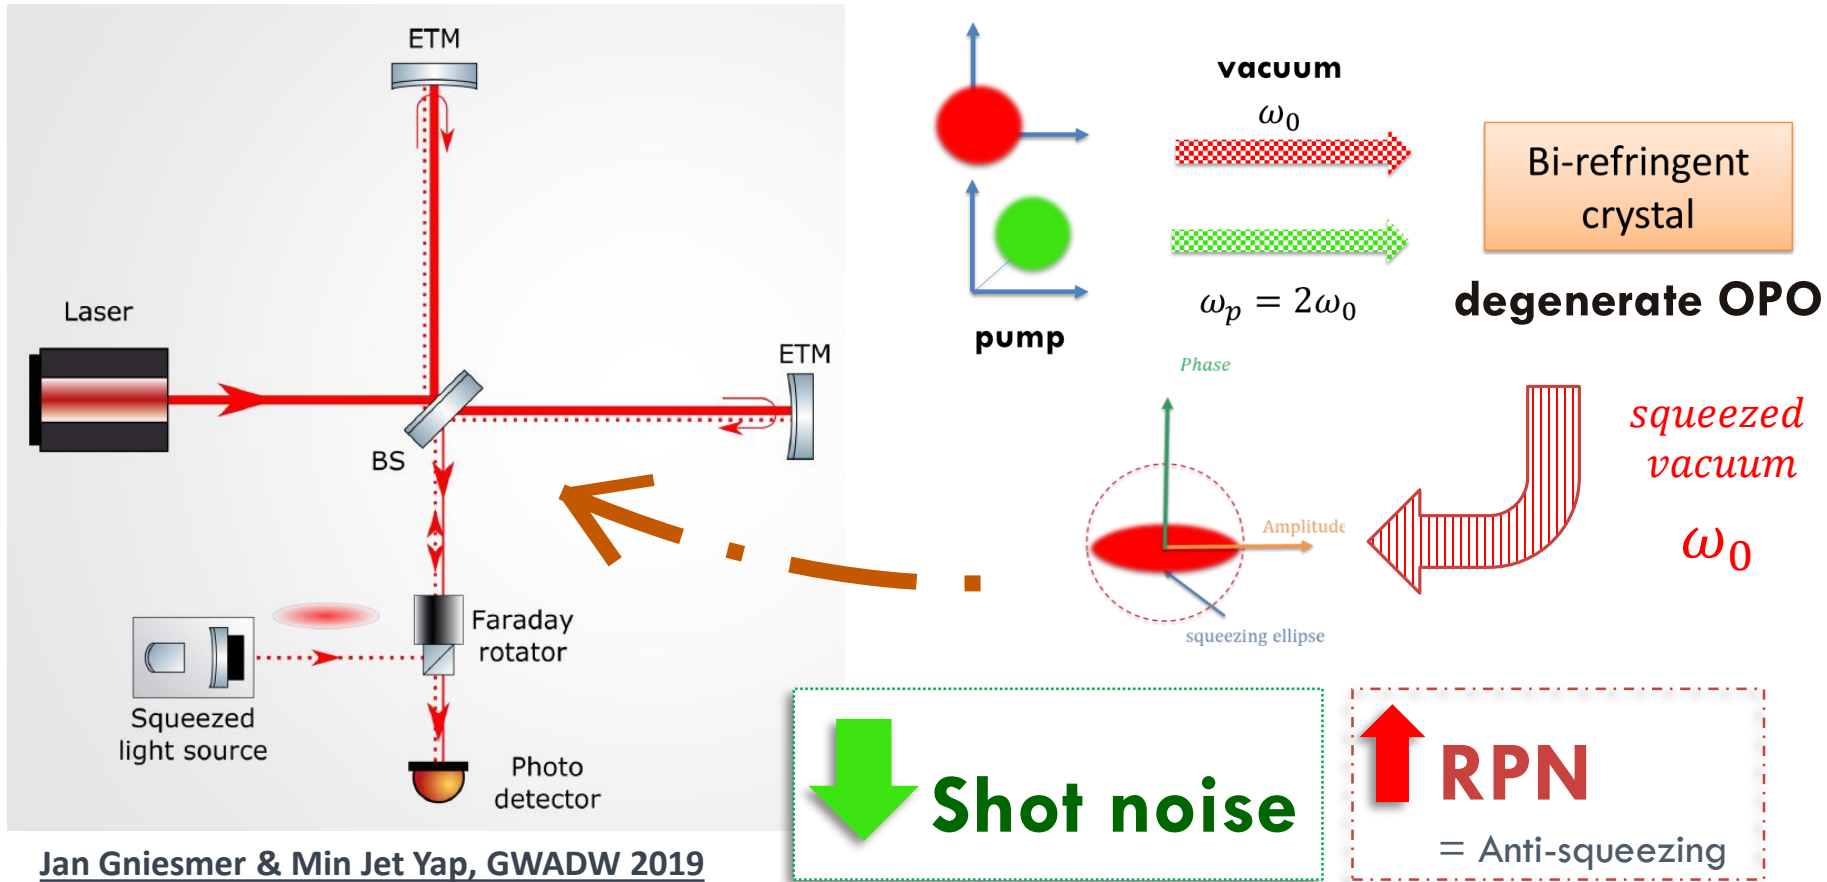 ETM
Laser
ETM
BS
Faraday
rotator
Squeezed
light source
Photo
detector
Jan Gniesmer & Min Jet Yap, GWADW 2019
vacuum
ω₀
Bi-refringent
crystal
ωₚ = 2ω₀
pump
degenerate OPO
Phase
squeezed
vacuum
ω₀
Amplitude
squeezing ellipse
Shot noise
RPN
= Anti-squeezing